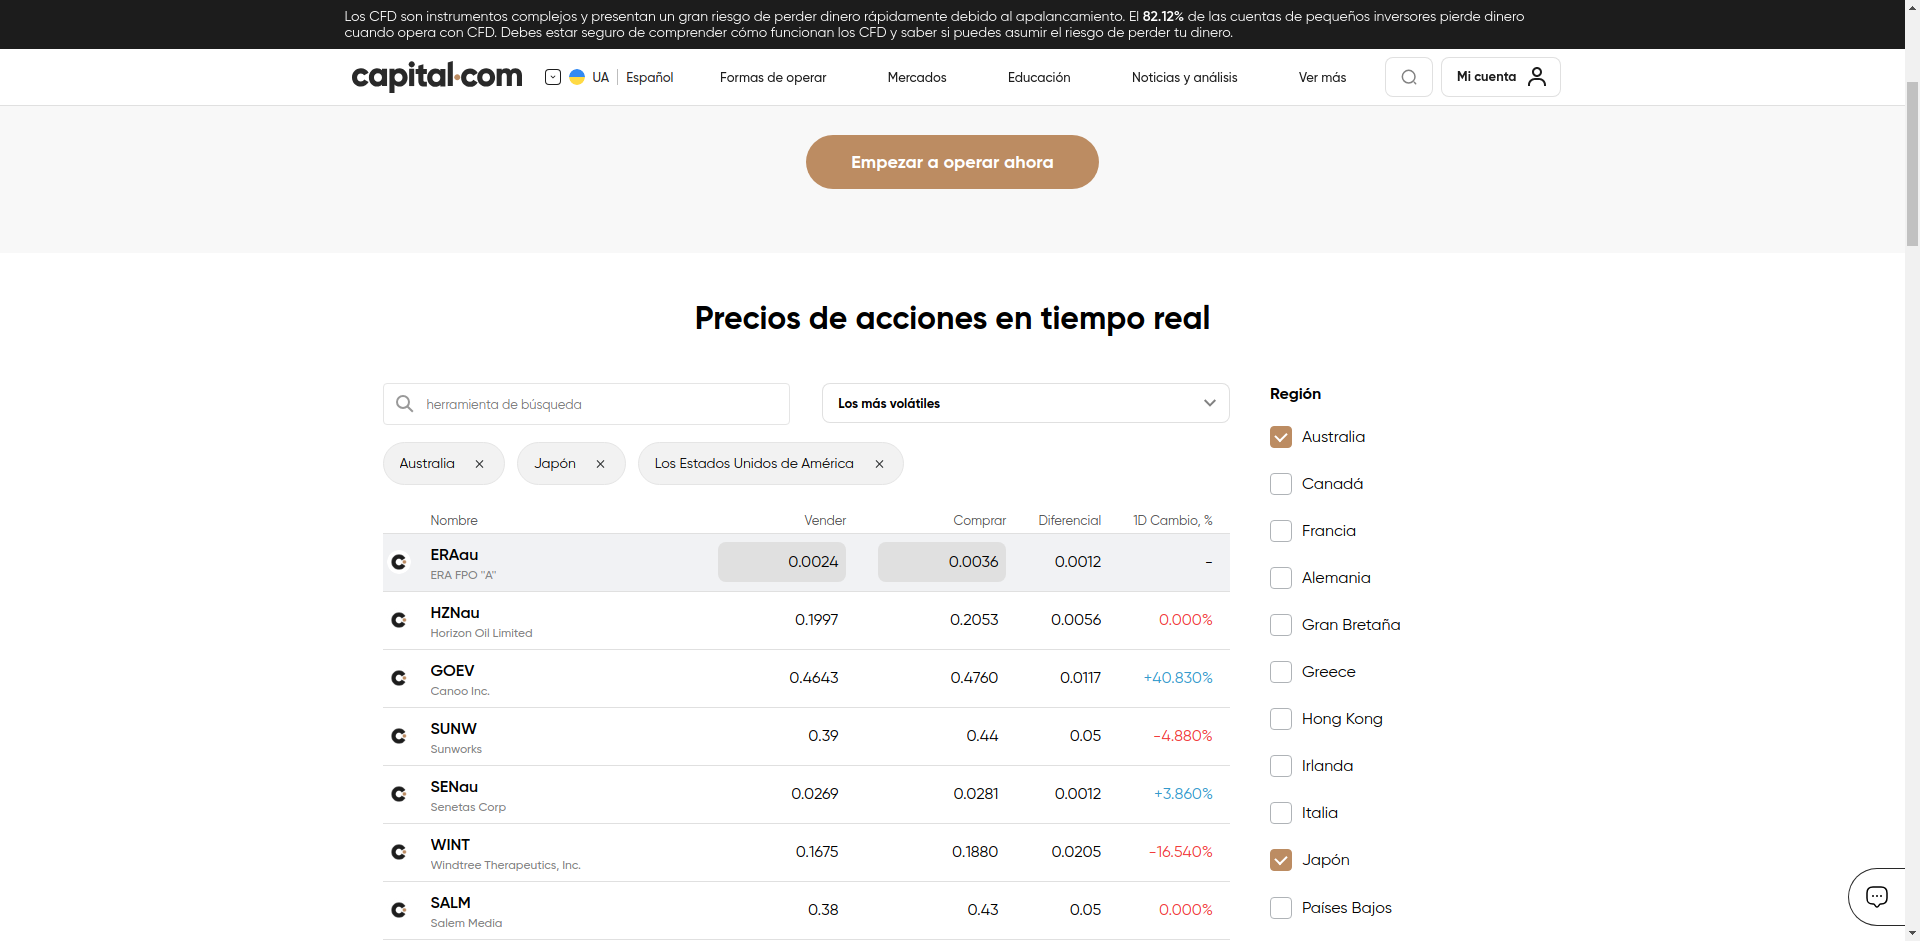 Los CFD son instrumentos complejos y presentan un gran riesgo de perder dinero rápidamente debido al apalancamiento. El 82.12% de las cuentas de pequeños inversores pierde dinero
cuando opera con CFD. Debes estar seguro de comprender cómo funcionan los CFD y saber si puedes asumir el riesgo de perder tu dinero.
capital.com UA Español Formas de operar Mercados Educación Noticias y análisis Ver más Mi cuenta
Empezar a operar ahora
Precios de acciones en tiempo real
herramienta de búsqueda Los más volátiles
Australia Japón Los Estados Unidos de América
Nombre Vender Comprar Diferencial 1D Cambio, %
ERAau 0.0024 0.0036 0.0012 -
ERA FPO "A"
HZNau 0.1997 0.2053 0.0056 0.000%
Horizon Oil Limited
GOEV 0.4643 0.4760 0.0117 +40.830%
Canoo Inc.
SUNW 0.39 0.44 0.05 -4.880%
Sunworks
SENau 0.0269 0.0281 0.0012 +3.860%
Senetas Corp
WINT 0.1675 0.1880 0.0205 -16.540%
Windtree Therapeutics, Inc.
SALM 0.38 0.43 0.05 0.000%
Salem Media
Región
Australia
Canadá
Francia
Alemania
Gran Bretaña
Greece
Hong Kong
Irlanda
Italia
Japón
Países Bajos